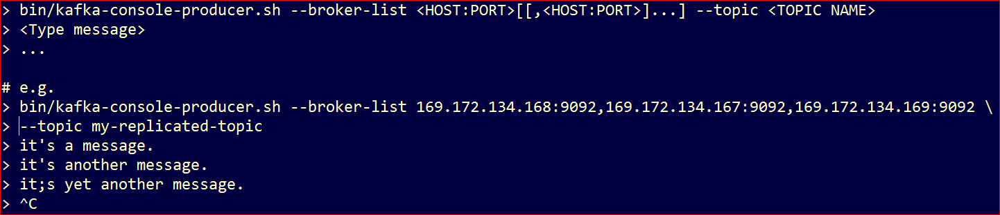 > bin/kafka-console-producer.sh --broker-list <HOST:PORT>[[,<HOST:PORT>]...] --topic <TOPIC NAME>
> <Type message>
> ...
# e.g.
> bin/kafka-console-producer.sh --broker-list 169.172.134.168:9092,169.172.134.167:9092,169.172.134.169:9092 \
> --topic my-replicated-topic
> it's a message.
> it's another message.
> it;s yet another message.
> ^C